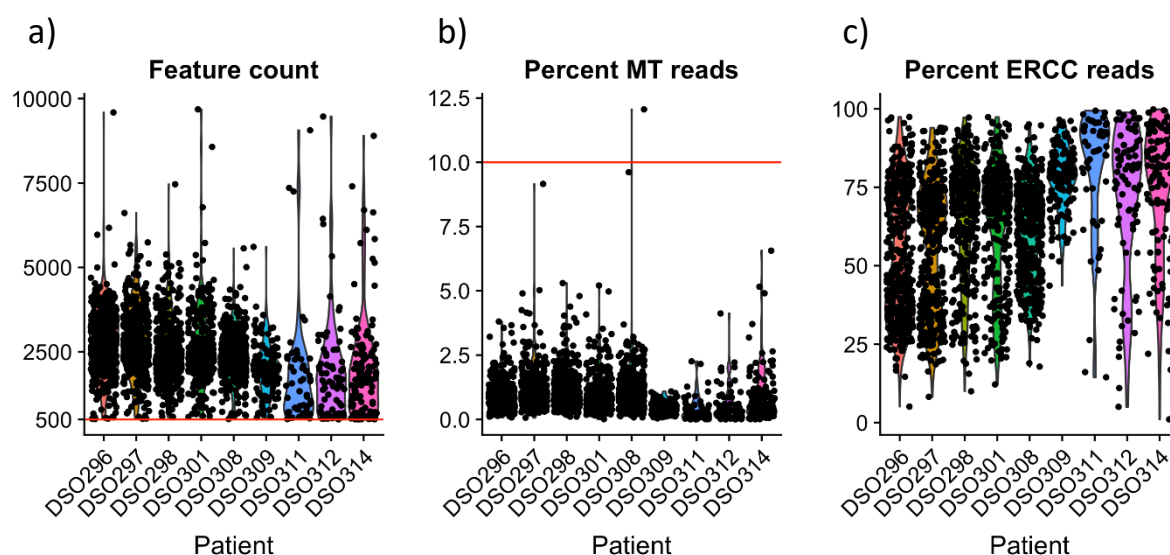 a)
Feature count
10000
7500
5000
2500
500
DSO296
DSO297
DSO298
DSO301
DSO308
DSO309
DSO311
DSO312
DSO314
Patient
b)
Percent MT reads
12.5
10.0
7.5
5.0
2.5
0.0
DSO296
DSO297
DSO298
DSO301
DSO308
DSO309
DSO311
DSO312
DSO314
Patient
c)
Percent ERCC reads
100
75
50
25
0
DSO296
DSO297
DSO298
DSO301
DSO308
DSO309
DSO311
DSO312
DSO314
Patient